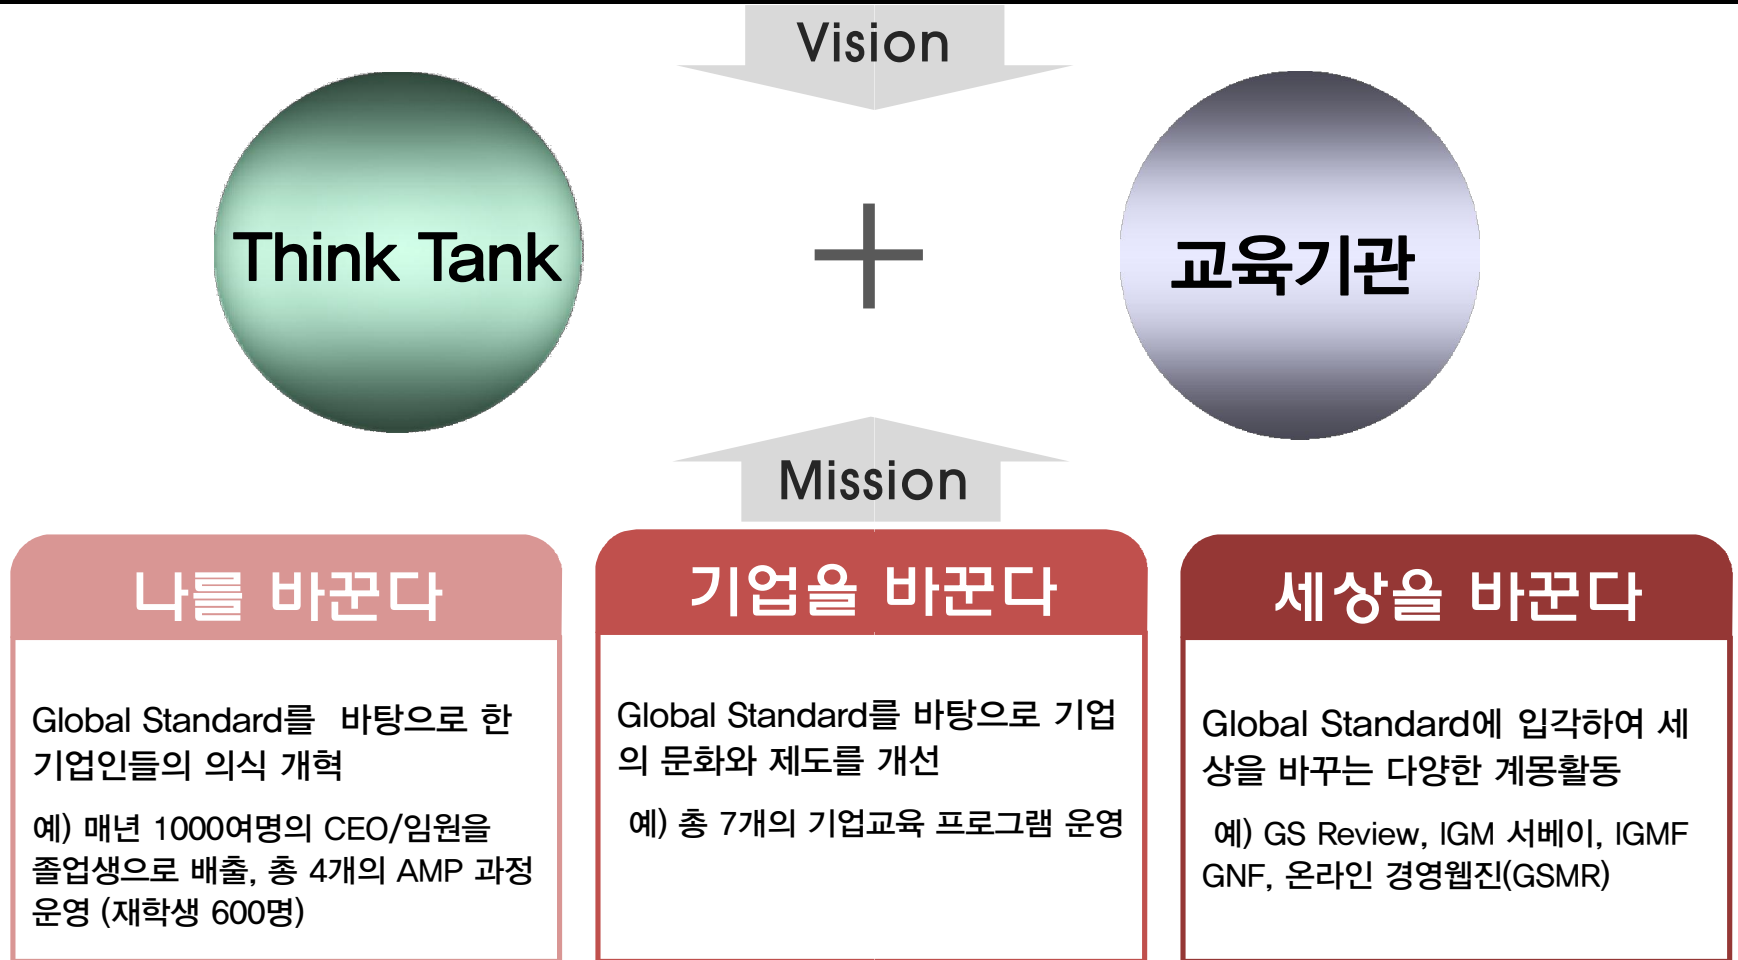 Vision
Think Tank
교육기관
Mission
나를 바꾼다
Global Standard를 바탕으로 한
기업인들의 의식 개혁
예) 매년 1000여명의 CEO/임원을
졸업생으로 배출, 총 4개의 AMP 과정
운영 (재학생 600명)
기업을 바꾼다
Global Standard를 바탕으로 기업
의 문화와 제도를 개선
예) 총 7개의 기업교육 프로그램 운영
세상을 바꾼다
Global Standard에 입각하여 세
상을 바꾸는 다양한 계몽활동
예) GS Review, IGM 서베이, IGMF
GNF, 온라인 경영웹진(GSMR)